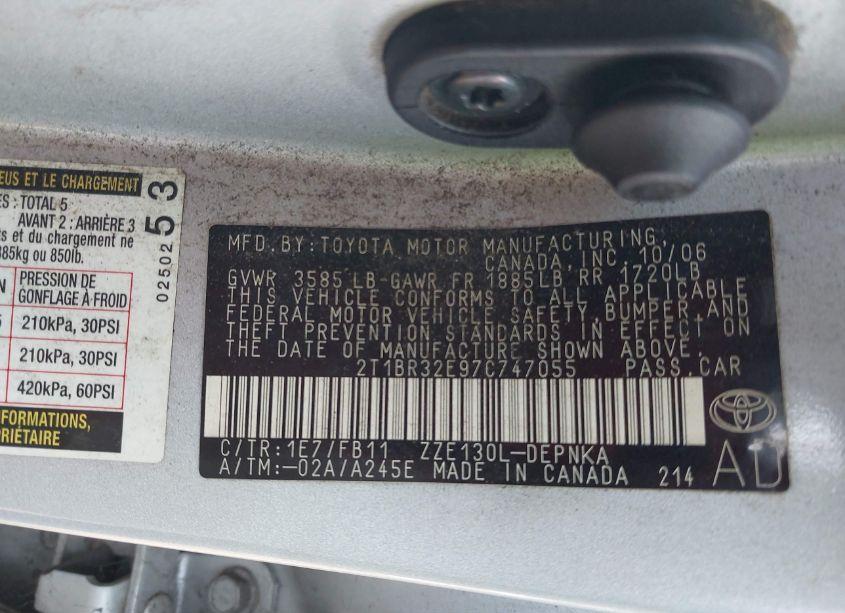 EUS ET LE CHARGEMENT
ES : TOTAL 5
AVANT 2 : ARRIÈRE 3
ts et du chargement ne
385kg ou 850lb.
PRESSION DE
GONFLAGE À FROID
210kPa, 30PSI
210kPa, 30PSI
420kPa, 60PSI
FORMATIONS,
PRIÉTAIRE
02502 53
MFD. BY: TOYOTA MOTOR MANUFACTURING,
CANADA, INC. 10/06
GVWR 3585 LB-GAWR FR 1885LB, RR 1720LB
THIS VEHICLE CONFORMS TO ALL APPLICABLE
FEDERAL MOTOR VEHICLE SAFETY, BUMPER, AND
THEFT PREVENTION STANDARDS IN EFFECT ON
THE DATE OF MANUFACTURE SHOWN ABOVE.
2T1BR32E97C747055 PASS. CAR
C/TR: 1E7/FB11 ZZE130L-DEPNKA
A/TM: -02A/A245E MADE IN CANADA 214
AD